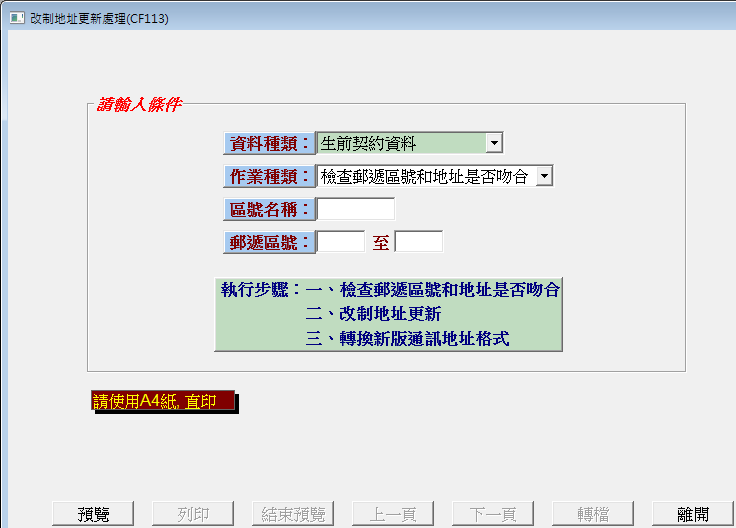 改制地址更新處理(CF113)
請輸入條件
資料種類： 生前契約資料
作業種類： 檢查郵遞區號和地址是否吻合
區號名稱：
郵遞區號： 至
執行步驟：一、檢查郵遞區號和地址是否吻合
二、改制地址更新
三、轉換新版通訊地址格式
請使用A4紙, 直印
預覽 列印 結束預覽 上一頁 下一頁 轉檔 離開